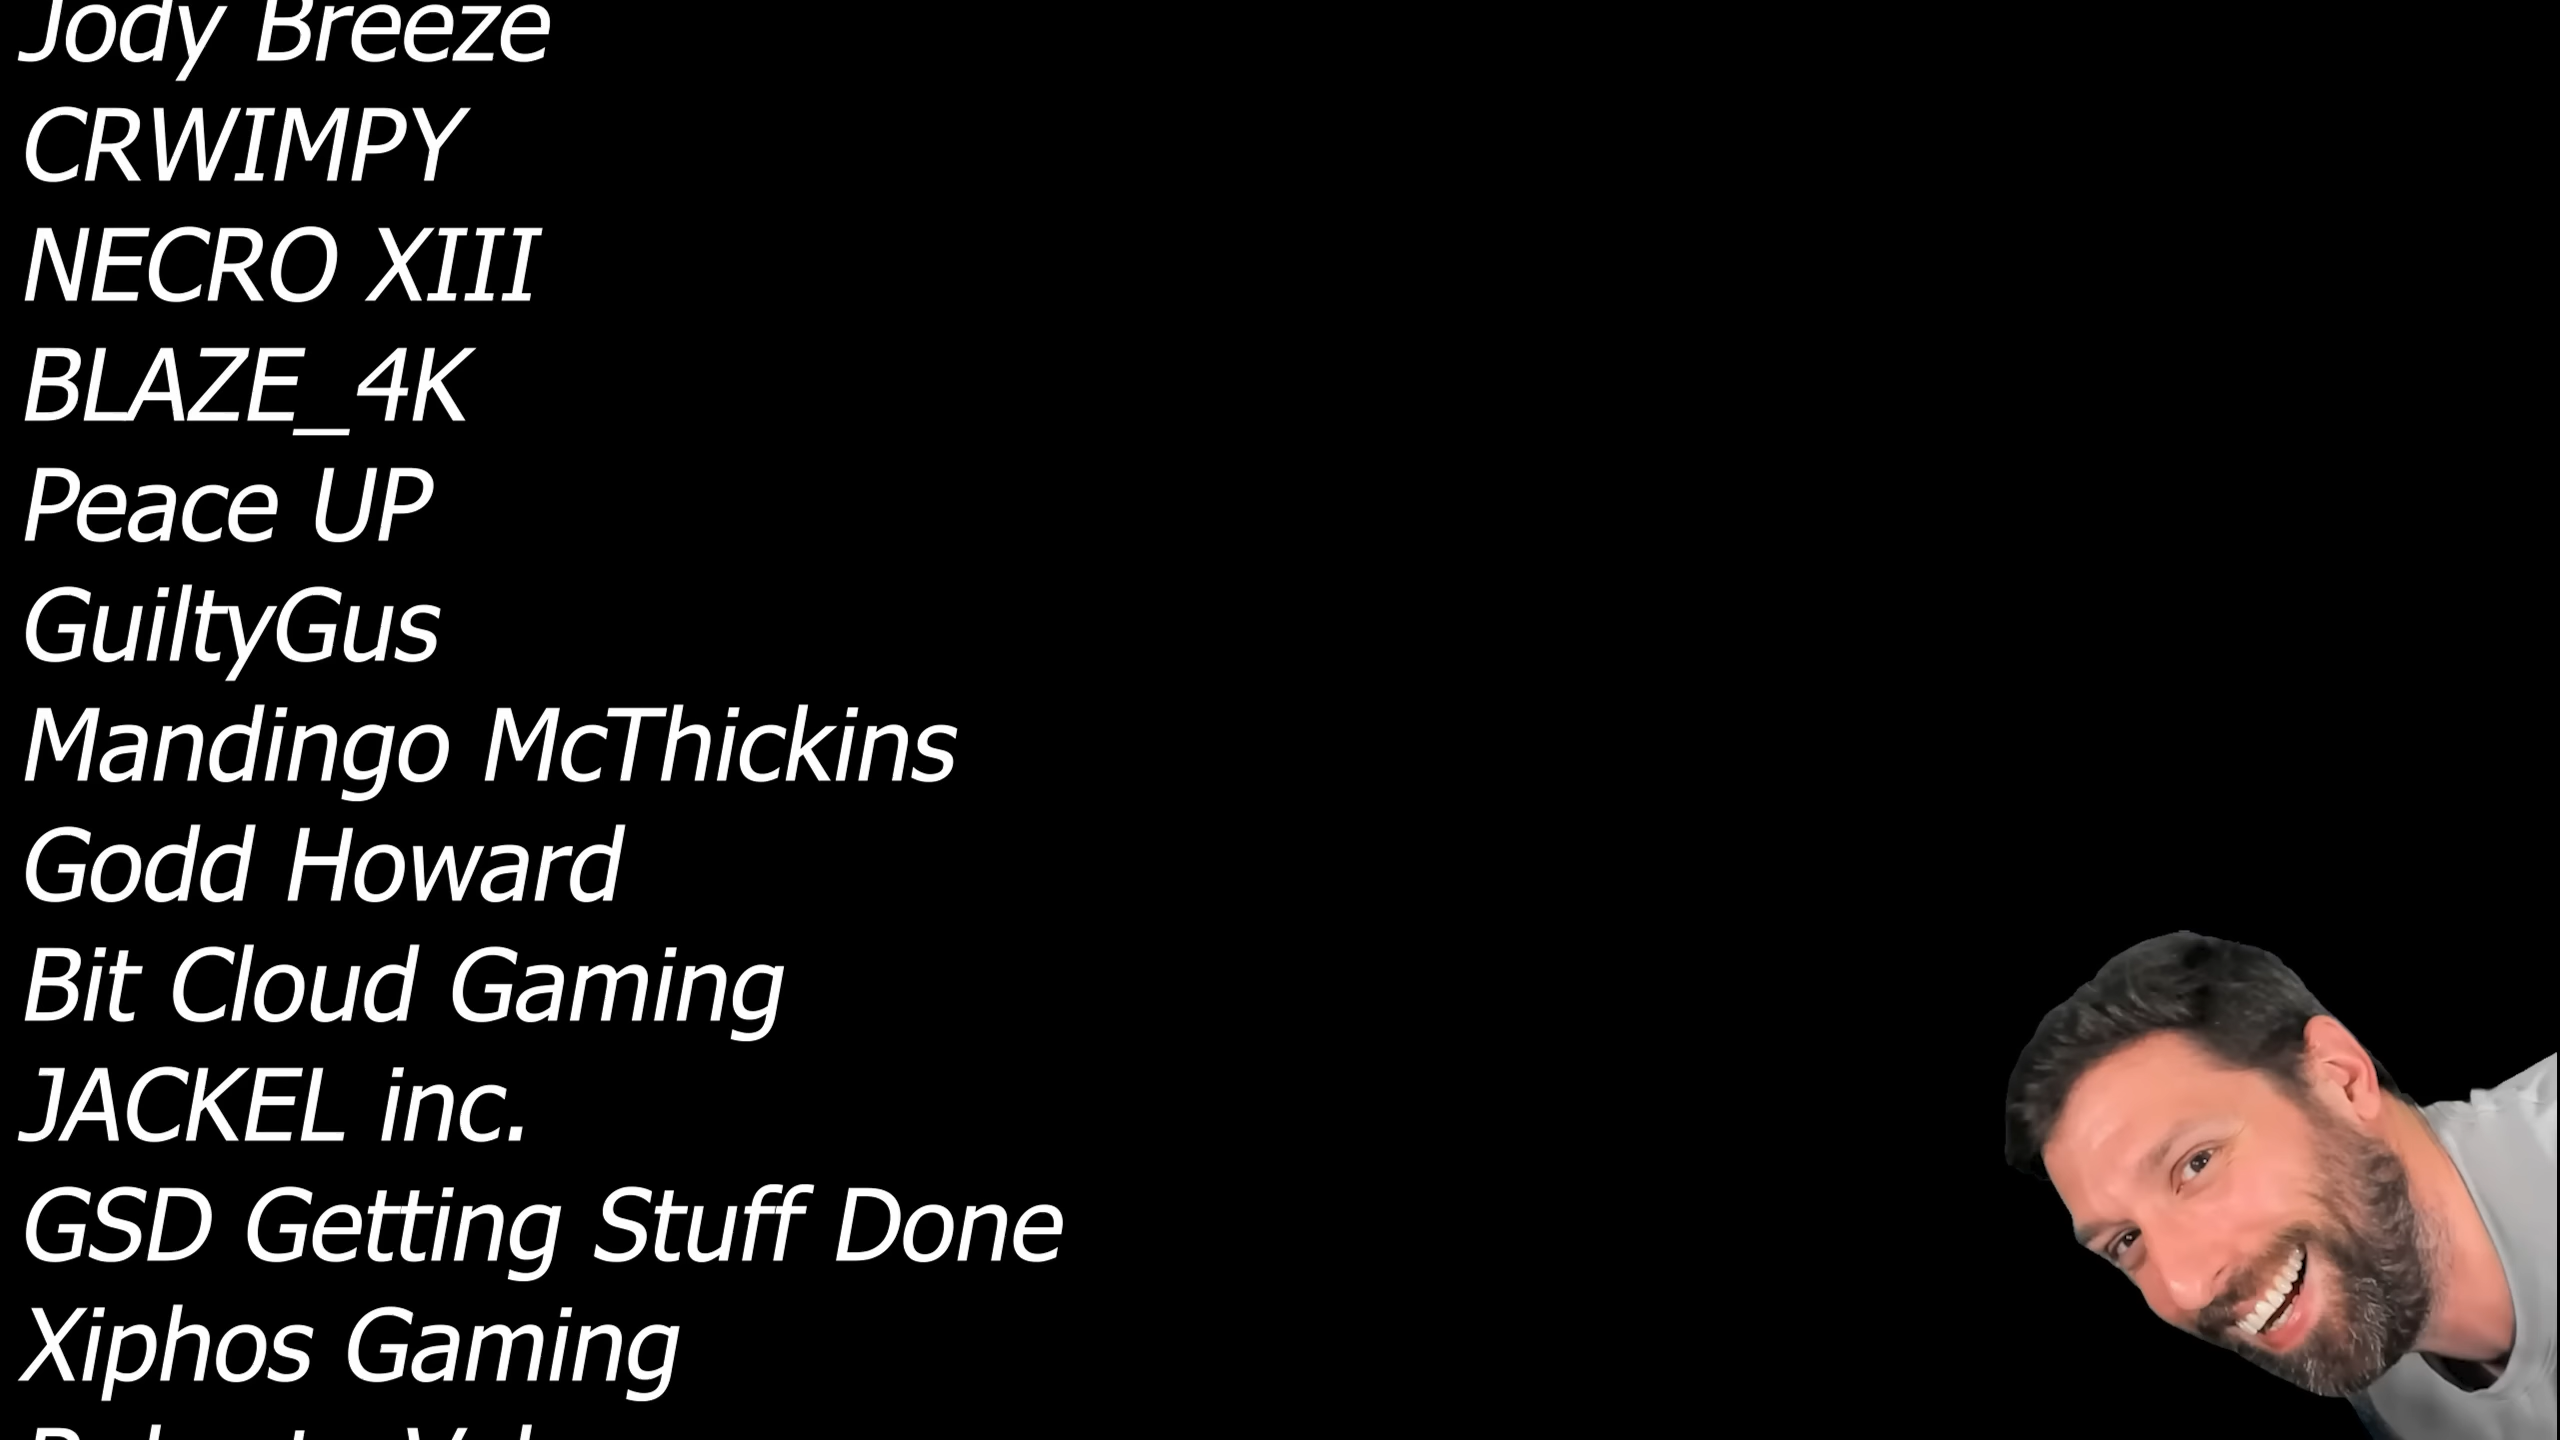 Jody Breeze
CRWIMPY
NECRO XIII
BLAZE_4K
Peace UP
GuiltyGus
Mandingo McThickins
Godd Howard
Bit Cloud Gaming
JACKEL inc.
GSD Getting Stuff Done
Xiphos Gaming